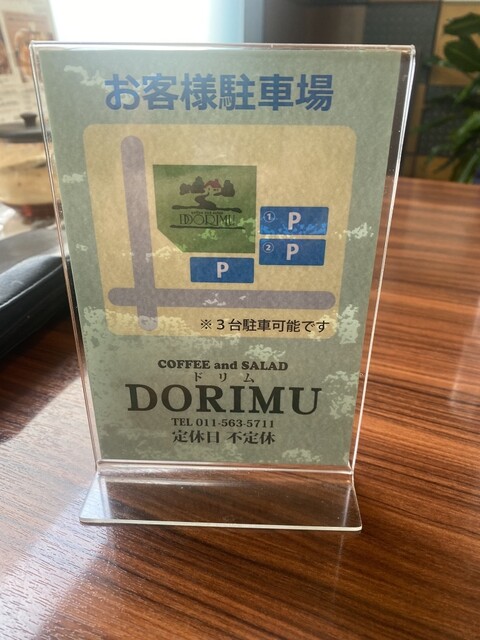 お客様駐車場
DORIMU
① P
② P
P
※3台駐車可能です
COFFEE and SALAD
ドリム
DORIMU
TEL 011-563-5711
定休日 不定休